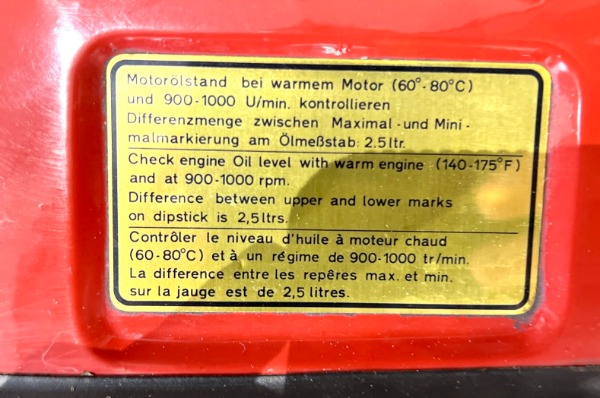 Motorölstand bei warmem Motor (60°-80°C)
und 900-1000 U/min. kontrollieren
Differenzmenge zwischen Maximal-und Mini-
malmarkierung am Ölmeßstab: 2.5 ltr.
Check engine Oil level with warm engine (140-175°F)
and at 900-1000 rpm.
Difference between upper and lower marks
on dipstick is 2,5 ltrs.
Contrôler le niveau d'huile à moteur chaud
(60-80°C) et à un régime de 900-1000 tr/min.
La difference entre les repêres max. et min.
sur la jauge est de 2,5 litres.